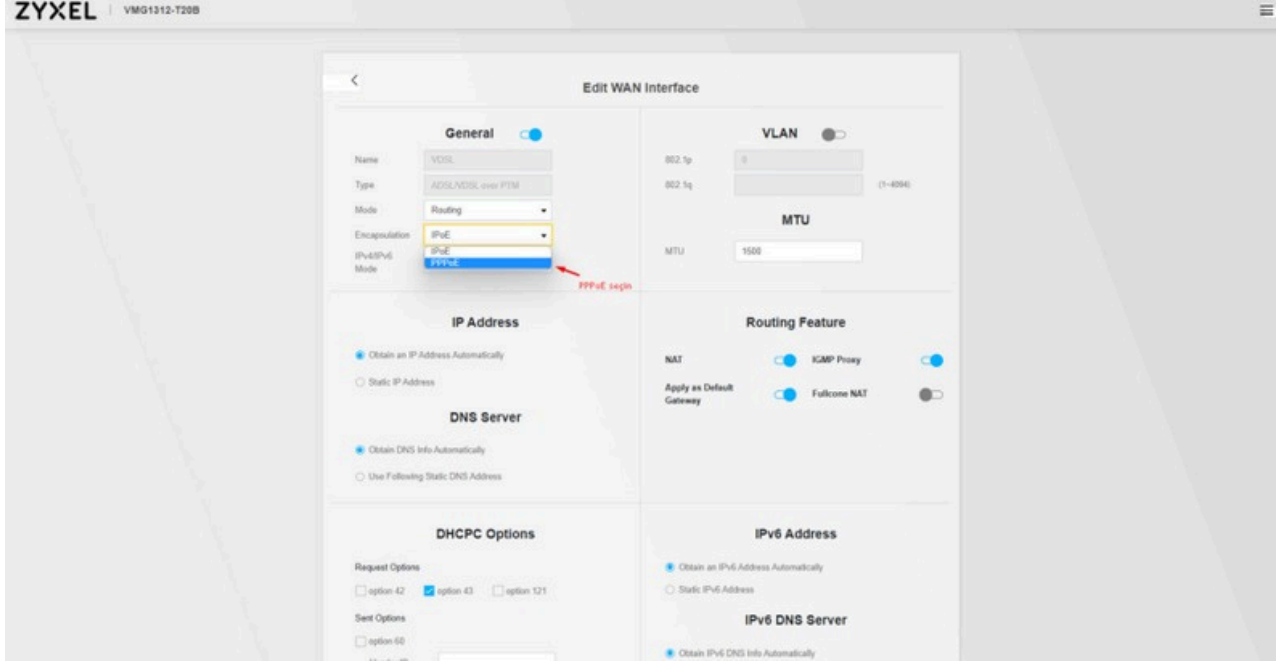 ZYXEL VMG1312-T20B
Edit WAN Interface
General
Name VDSL
Type ADSL/VDSL over PTM
Mode Routing
Encapsulation IPoE
IPoE
PPPoE
IPv4/IPv6
Mode
PPPoE seçin
VLAN
802.1p 0
802.1q (1~4094)
MTU
MTU 1500
IP Address
Obtain an IP Address Automatically
Static IP Address
DNS Server
Obtain DNS Info Automatically
Use Following Static DNS Address
Routing Feature
NAT IGMP Proxy
Apply as Default
Gateway Fullcone NAT
DHCPC Options
Request Options
option 42 option 43 option 121
Sent Options
option 60
IPv6 Address
Obtain an IPv6 Address Automatically
Static IPv6 Address
IPv6 DNS Server
Obtain IPv6 DNS Info Automatically